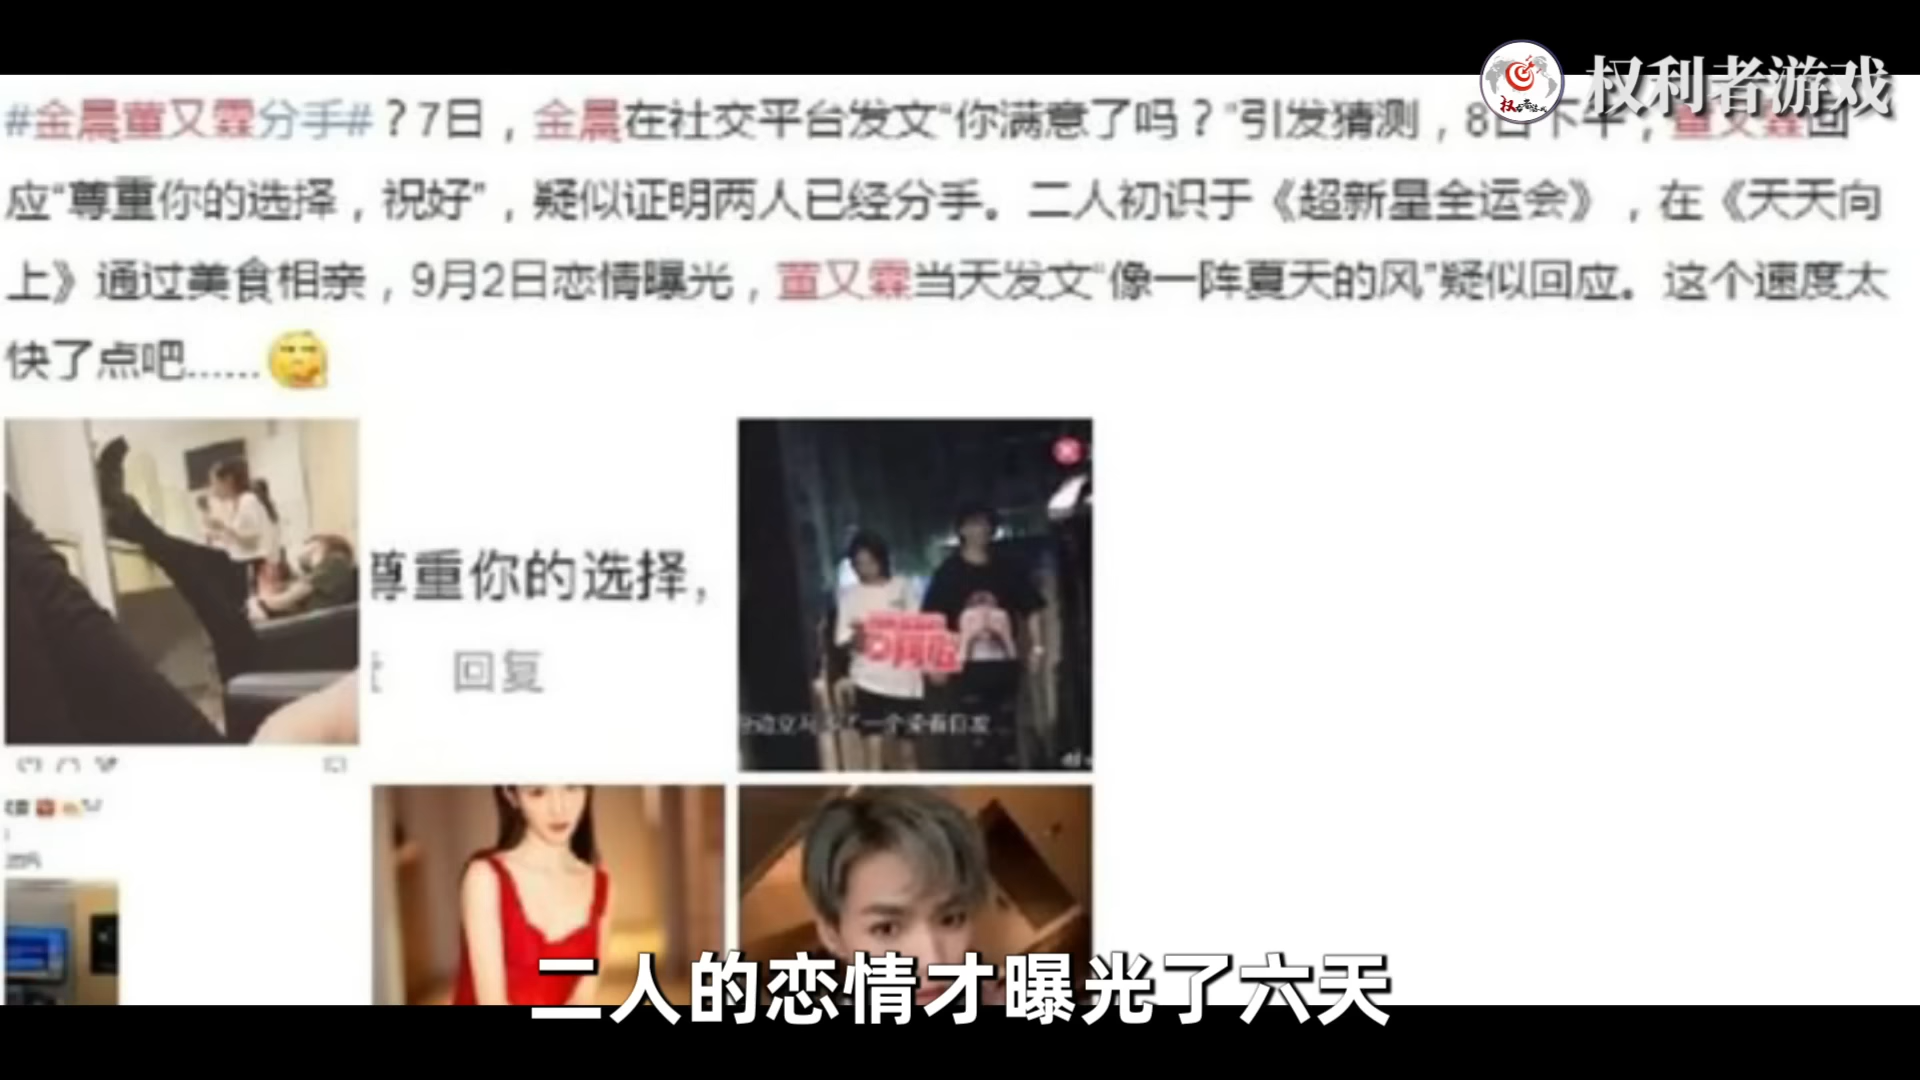 权利者游戏
#金晨董又霖分手#？7日，金晨在社交平台发文“你满意了吗？”引发猜测，8日下午，董又霖回
应“尊重你的选择，祝好”，疑似证明两人已经分手。二人初识于《超新星全运会》，在《天天向
上》通过美食相亲，9月2日恋情曝光，董又霖当天发文“像一阵夏天的风”疑似回应。这个速度太
快了点吧……
尊重你的选择，
回复
二人的恋情才曝光了六天